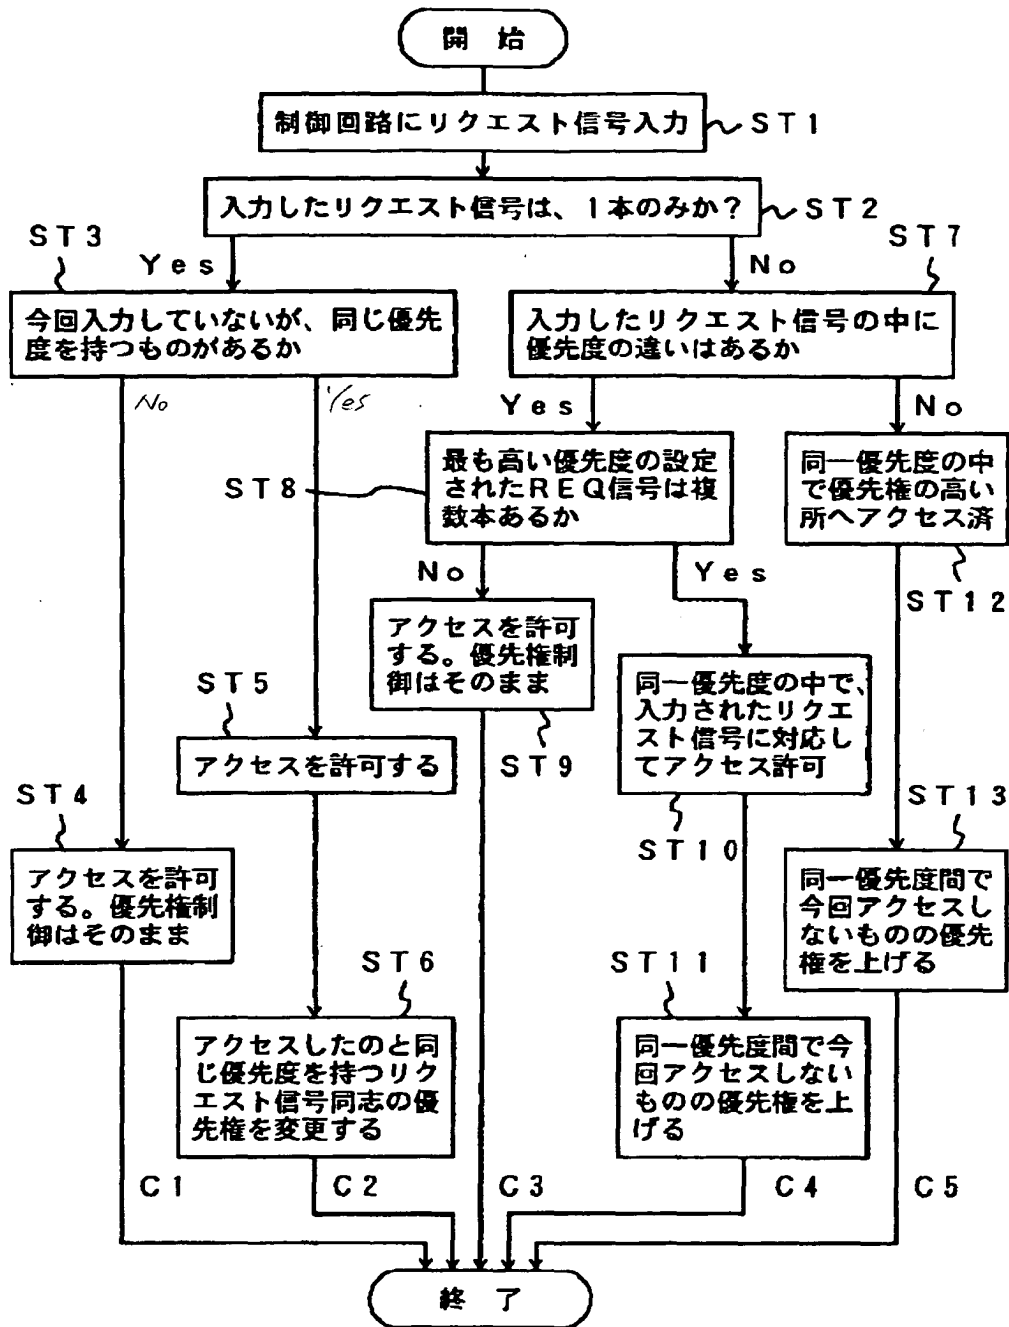 開 始
制御回路にリクエスト信号入力
ST1
入力したリクエスト信号は、1本のみか?
ST2
ST3
Yes
No
ST7
今回入力していないが、同じ優先
度を持つものがあるか
入力したリクエスト信号の中に
優先度の違いはあるか
No
Yes
Yes
No
ST8
最も高い優先度の設定
されたREQ信号は複
数本あるか
同一優先度の中
で優先権の高い
所へアクセス済
ST12
No
Yes
アクセスを許可
する。優先権制
御はそのまま
ST9
ST5
アクセスを許可する
同一優先度の中で、
入力されたリクエ
スト信号に対応し
てアクセス許可
ST10
ST4
アクセスを許可
する。優先権制
御はそのまま
ST13
同一優先度間で
今回アクセスし
ないものの優先
権を上げる
ST6
アクセスしたのと同
じ優先度を持つリク
エスト信号同志の優
先権を変更する
ST11
同一優先度間で今
回アクセスしない
ものの優先権を上
げる
C1
C2
C3
C4
C5
終 了